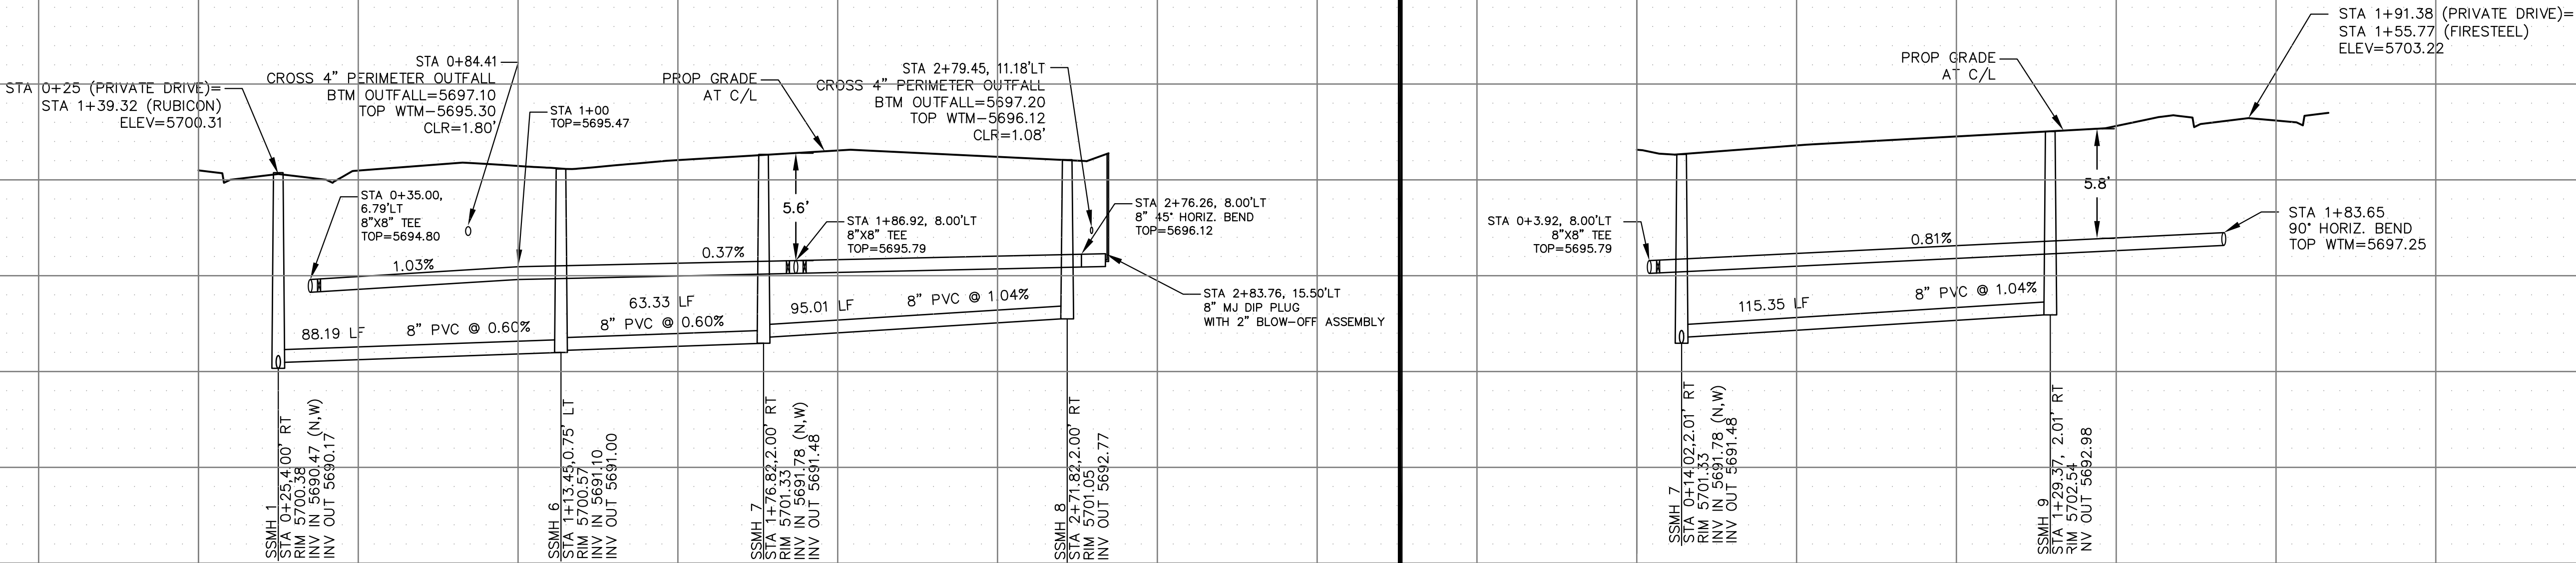 STA 0+25 (PRIVATE DRIVE)=
STA 1+39.32 (RUBICON)
ELEV=5700.31
STA 0+84.41
CROSS 4" PERIMETER OUTFALL
BTM OUTFALL=5697.10
TOP WTM-5695.30
CLR=1.80'
STA 1+00
TOP=5695.47
PROP GRADE
AT C/L
STA 2+79.45, 11.18'LT
CROSS 4" PERIMETER OUTFALL
BTM OUTFALL=5697.20
TOP WTM-5696.12
CLR=1.08'
STA 0+35.00,
6.79'LT
8"X8" TEE
TOP=5694.80
5.6'
STA 1+86.92, 8.00'LT
8"X8" TEE
TOP=5695.79
STA 2+76.26, 8.00'LT
8" 45° HORIZ. BEND
TOP=5696.12
1.03%
0.37%
STA 2+83.76, 15.50'LT
8" MJ DIP PLUG
WITH 2" BLOW-OFF ASSEMBLY
88.19 LF
8" PVC @ 0.60%
63.33 LF
8" PVC @ 0.60%
95.01 LF
8" PVC @ 1.04%
SSMH 1
STA 0+25,4.00' RT
RIM 5700.38
INV IN 5690.47 (N,W)
INV OUT 5690.17
SSMH 6
STA 1+13.45,0.75' LT
RIM 5700.57
INV IN 5691.10
INV OUT 5691.00
SSMH 7
STA 1+76.82,2.00' RT
RIM 5701.33
INV IN 5691.78 (N,W)
INV OUT 5691.48
SSMH 8
STA 2+71.82,2.00' RT
RIM 5701.05
INV OUT 5692.77
STA 1+91.38 (PRIVATE DRIVE)=
STA 1+55.77 (FIRESTEEL)
ELEV=5703.22
PROP GRADE
AT C/L
5.8'
STA 0+3.92, 8.00'LT
8"X8" TEE
TOP=5695.79
0.81%
STA 1+83.65
90° HORIZ. BEND
TOP WTM=5697.25
115.35 LF
8" PVC @ 1.04%
SSMH 7
STA 0+14.02,2.01' RT
RIM 5701.33
INV IN 5691.78 (N,W)
INV OUT 5691.48
SSMH 9
STA 1+29.37, 2.01' RT
RIM 5702.54
NV OUT 5692.98